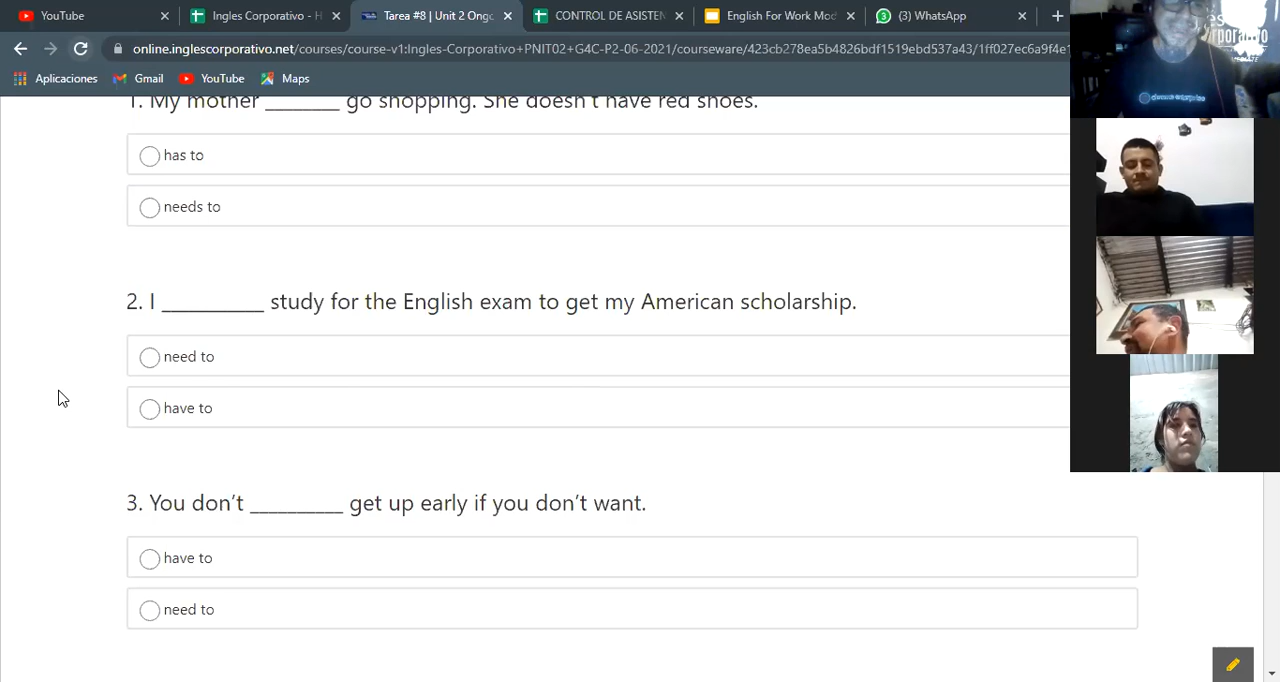 YouTube
Ingles Corporativo - H
Tarea #8 | Unit 2 Ongo
CONTROL DE ASISTEN
English For Work Mod
(3) WhatsApp
online.inglescorporativo.net/courses/course-v1:Ingles-Corporativo+PNIT02+G4C-P2-06-2021/courseware/423cb278ea5b4826bdf1519ebd537a43/1ff027ec6a9f4e1
Aplicaciones
Gmail
YouTube
Maps
1. My mother ________ go shopping. She doesn't have red shoes.
has to
needs to
2. I __________ study for the English exam to get my American scholarship.
need to
have to
3. You don’t __________ get up early if you don’t want.
have to
need to